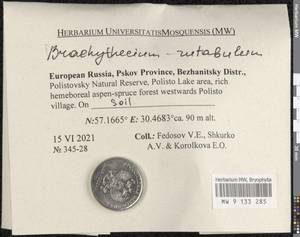 HERBARIUM UNIVERSITATIS MOSQUENSIS (MW)
Brachythecium rutabulum
European Russia, Pskov Province, Bezhanitsky Distr.,
Polistovsky Natural Reserve, Polisto Lake area, rich
hemeboreal aspen-spruce forest westwards Polisto
village. On soil
N:57.1665° E: 30.4683°ca. 90 m alt.
15 VI 2021
№ 345-28
Coll.: Fedosov V.E., Shkurko
A.V. & Korolkova E.O.
Herbarium MW, Bryophyta
MW 9 133 285